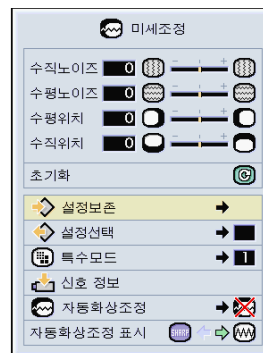 미세조정
수직노이즈 0 - +
수평노이즈 0 - +
수평위치 0 - +
수직위치 0 - +
초기화
설정보존
설정선택
특수모드 1
신호 정보
자동화상조정
자동화상조정 표시 SHARP